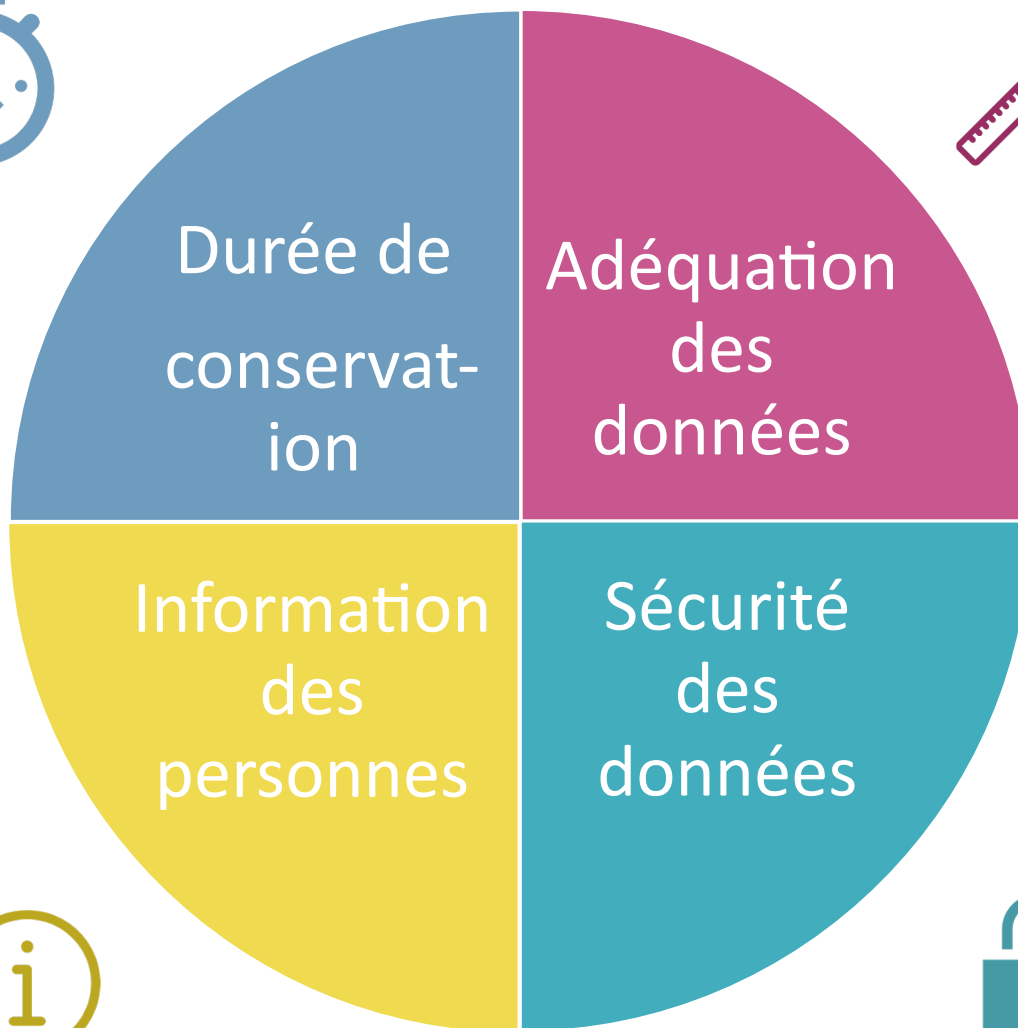 Durée de
conservat-
ion
Adéquation
des
données
Information
des
personnes
Sécurité
des
données
i